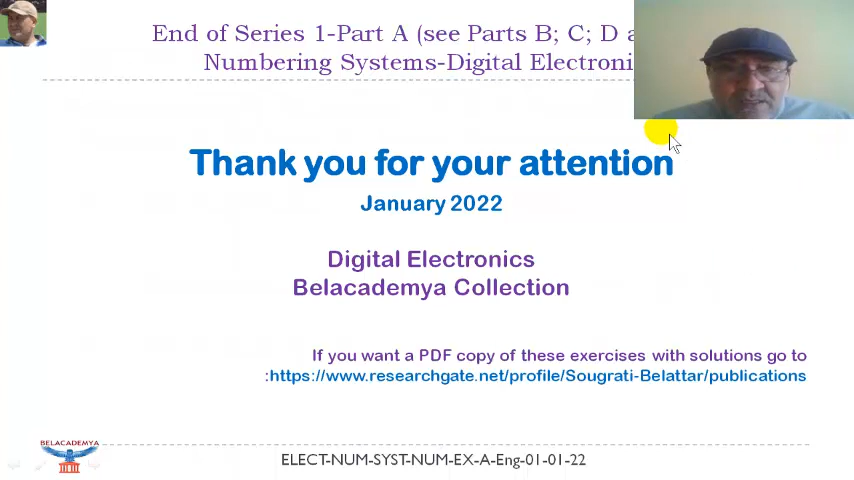 End of Series 1-Part A (see Parts B; C; D a
Numbering Systems-Digital Electroni
Thank you for your attention
January 2022
Digital Electronics
Belacademya Collection
If you want a PDF copy of these exercises with solutions go to
:https://www.researchgate.net/profile/Sougrati-Belattar/publications
BELACADEMYA
ELECT-NUM-SYST-NUM-EX-A-Eng-01-01-22